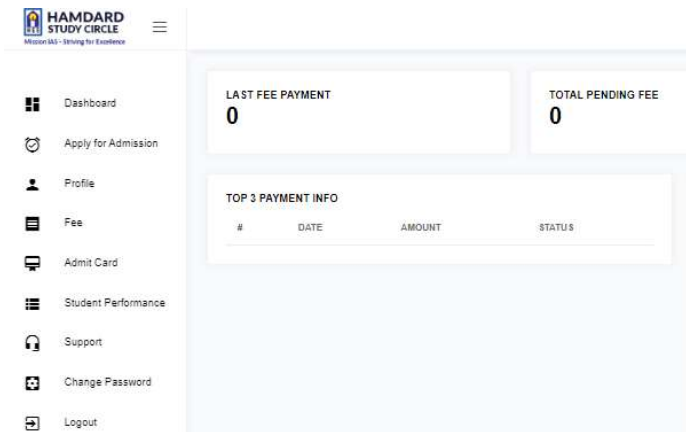 HAMDARD
STUDY CIRCLE
Mission IAS - Striving for Excellence
Dashboard
Apply for Admission
Profile
Fee
Admit Card
Student Performance
Support
Change Password
Logout
LAST FEE PAYMENT
0
TOTAL PENDING FEE
0
TOP 3 PAYMENT INFO
# DATE AMOUNT STATUS